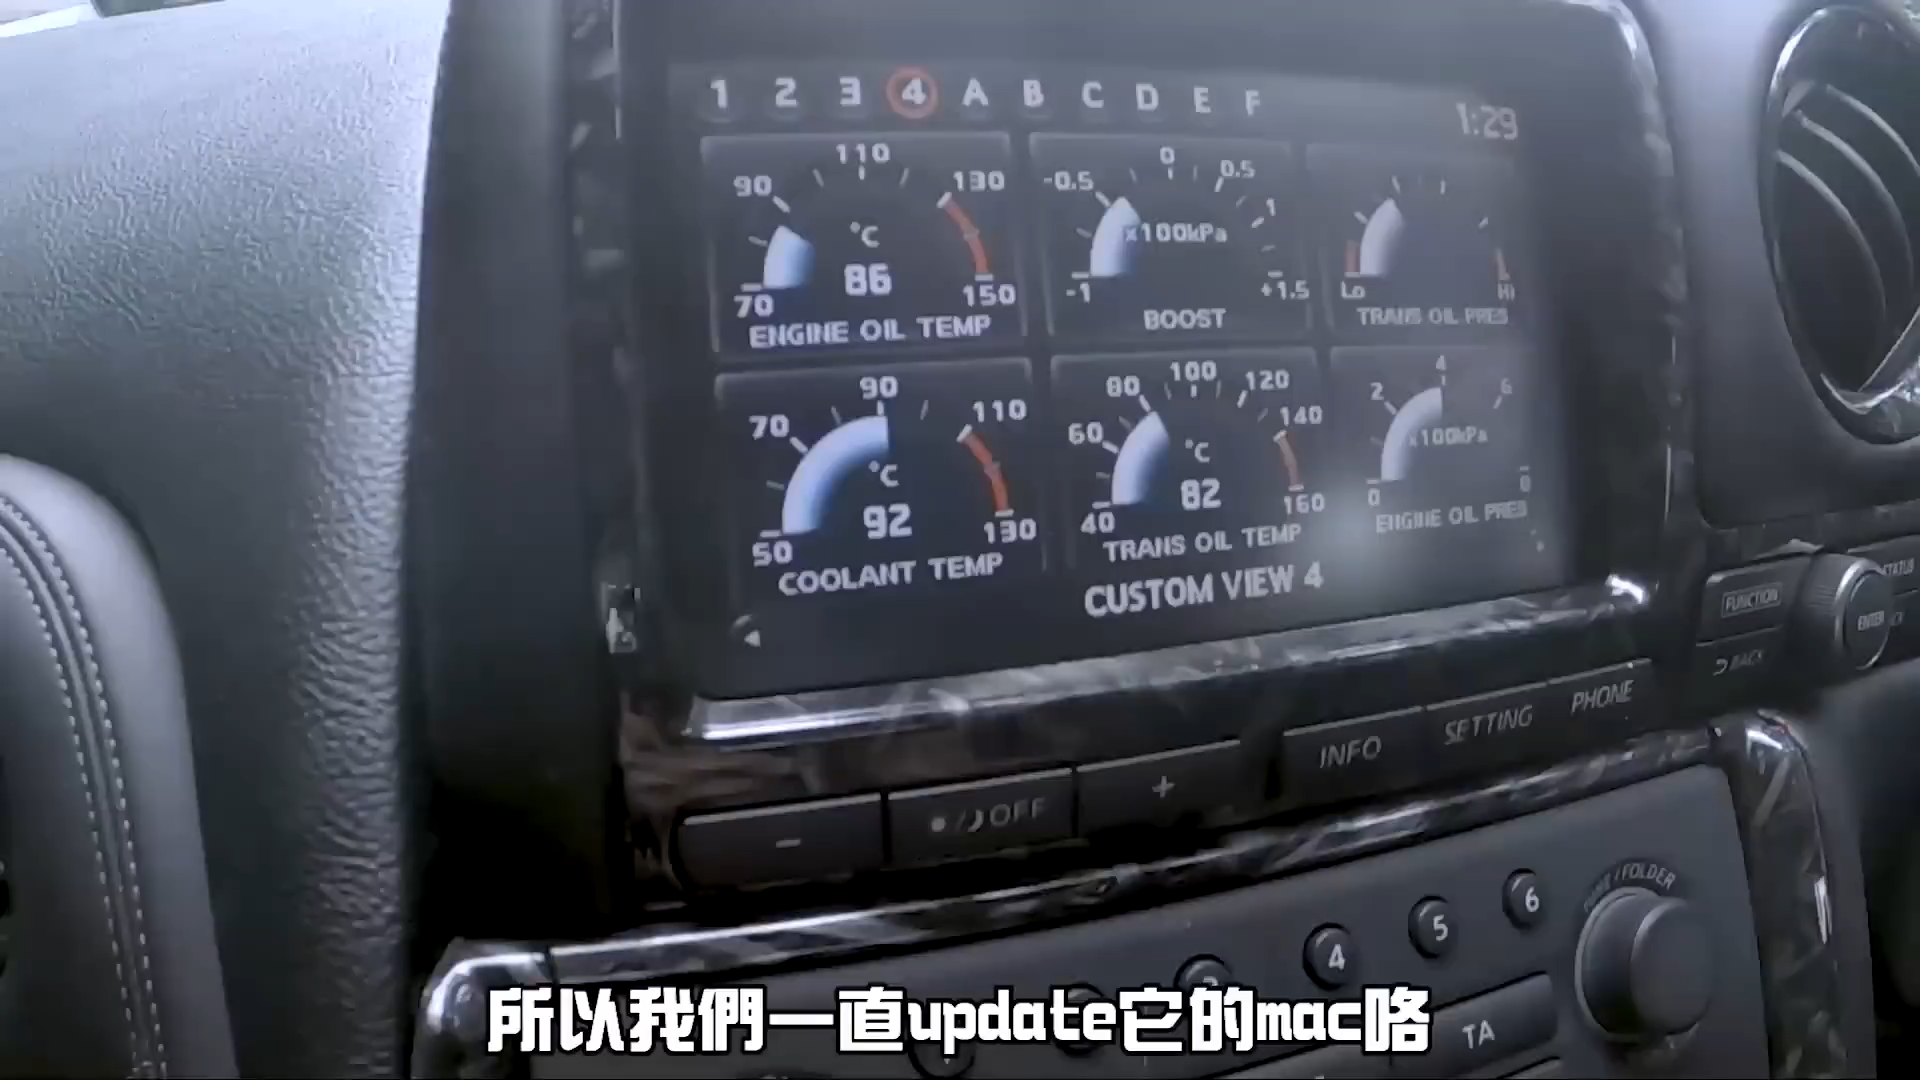 1 2 3 4 A B C D E F
1:29
90 110 130
°C
86
70 150
ENGINE OIL TEMP
-0.5 0 0.5 1
x100kPa
-1 +1.5
BOOST
Lo HI
TRANS OIL PRES
70 90 110
°C
92
50 130
COOLANT TEMP
60 80 100 120 140
°C
82
40 160
TRANS OIL TEMP
2 4 6
x100kPa
0 8
ENGINE OIL PRES
CUSTOM VIEW 4
FUNCTION
ENTER
STATUS
BACK
- OFF +
INFO SETTING PHONE
/FOLDER
3 4 5 6
TA
所以我們一直update它的mac咯